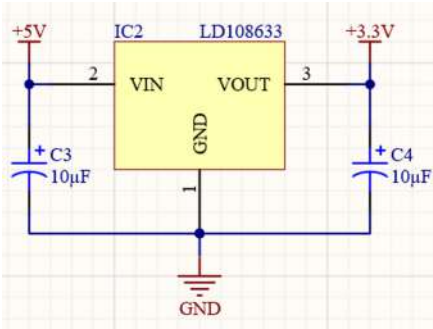 +5V
IC2
LD108633
+3.3V
2
VIN
VOUT
3
GND
1
+
C3
10µF
+
C4
10µF
GND